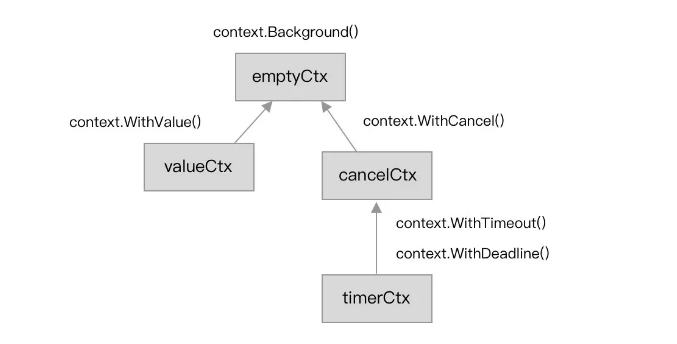 context.Background()
emptyCtx
context.WithValue()
context.WithCancel()
valueCtx
cancelCtx
context.WithTimeout()
context.WithDeadline()
timerCtx